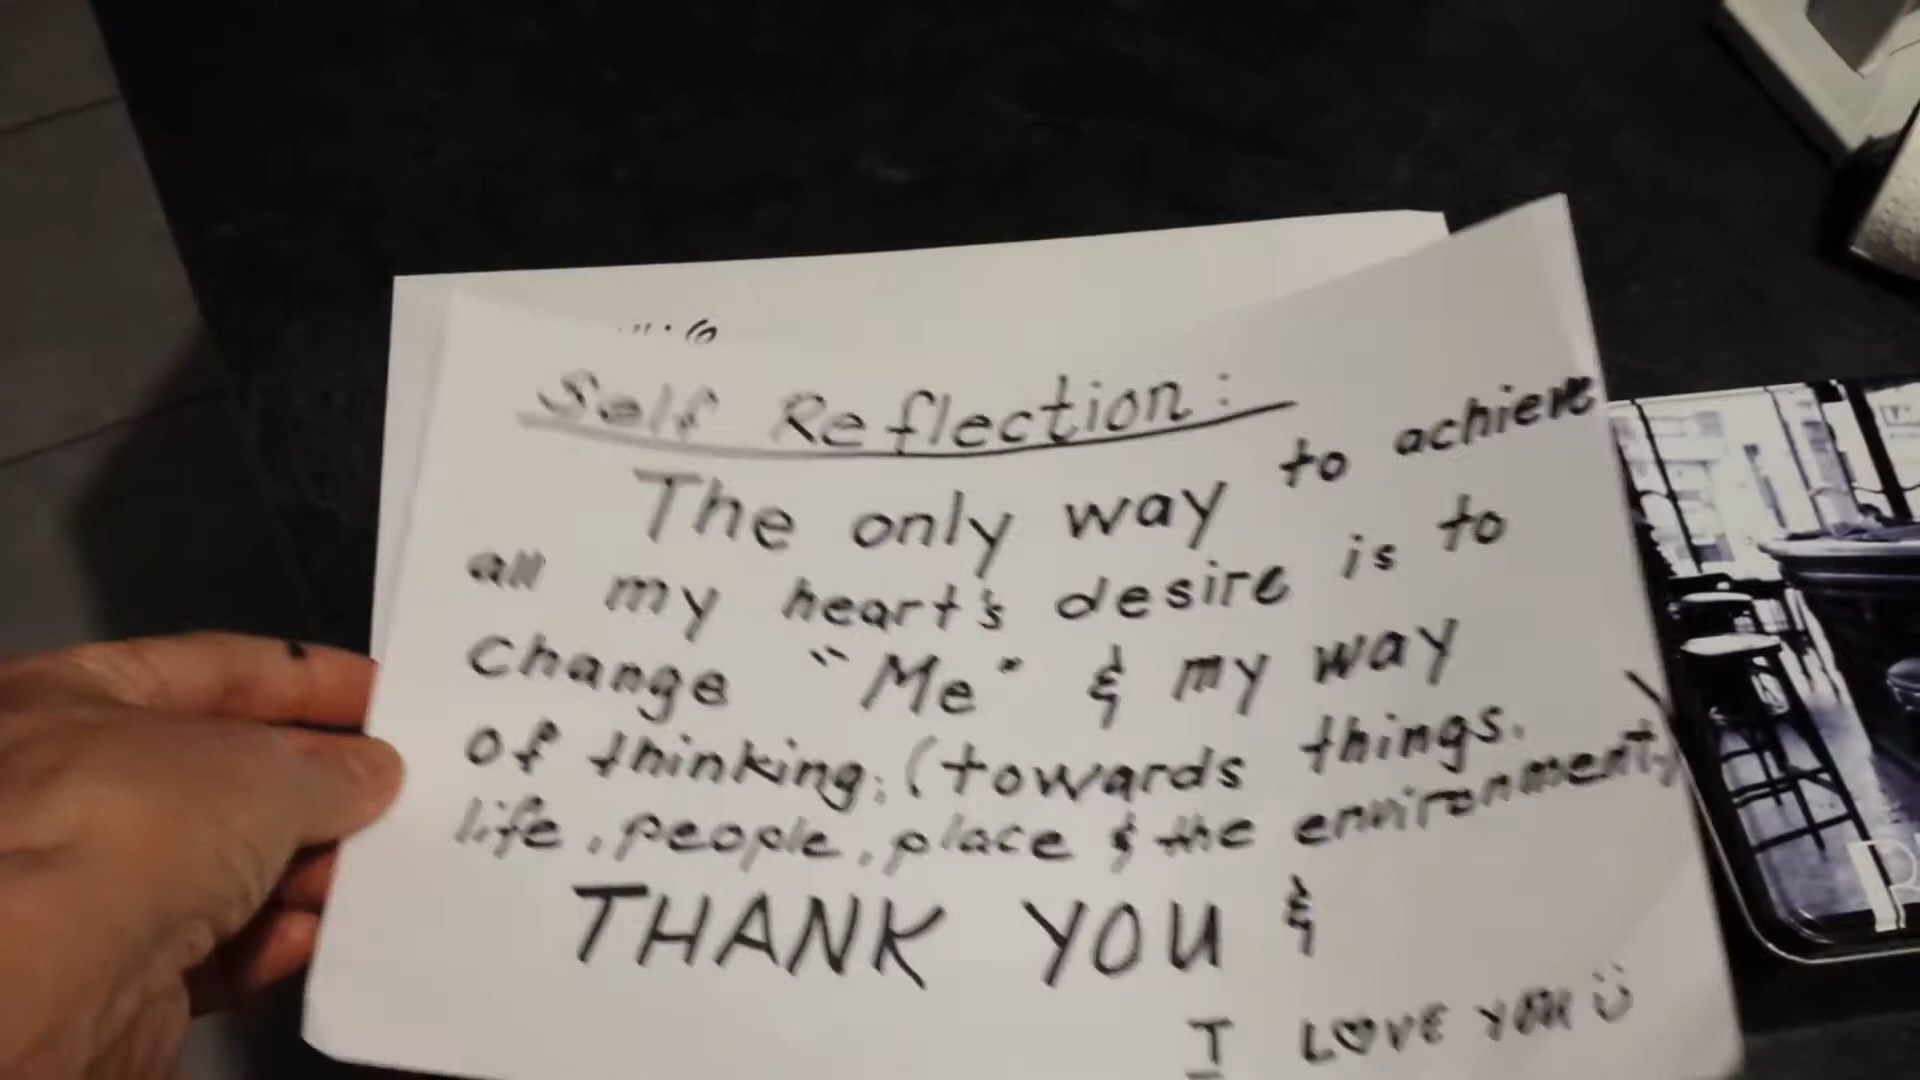 Self Reflection:
The only way to achieve
all my heart's desire is to
change "Me" & my way
of thinking; (towards things.
life, people, place & the environment)
THANK YOU &
I LOVE YOU